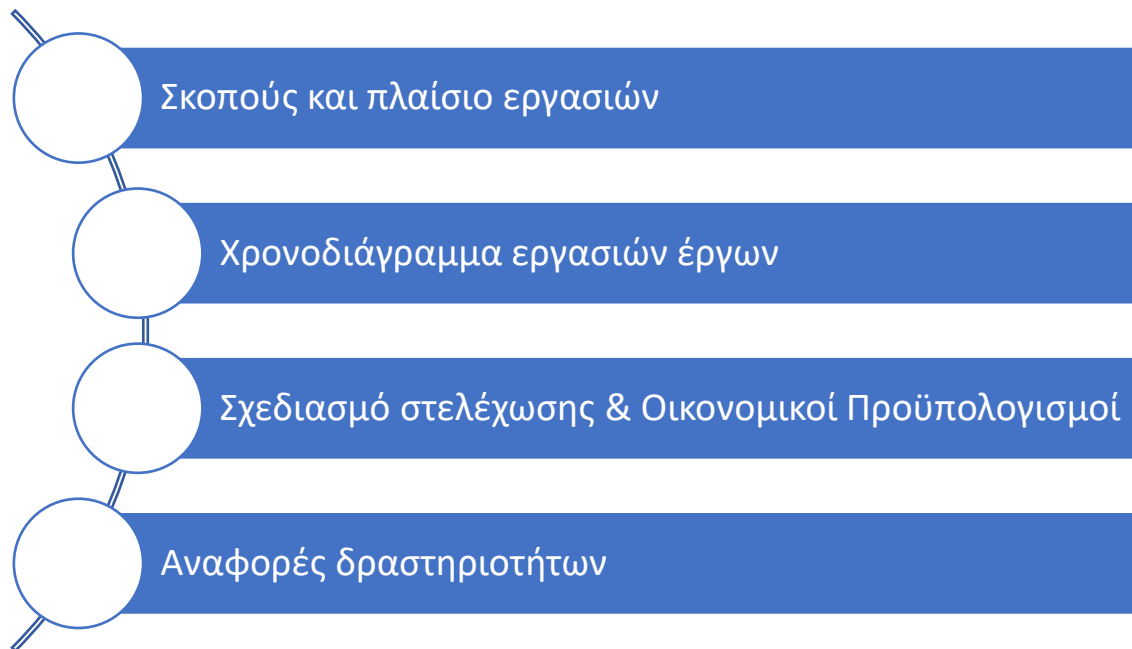 Σκοπούς και πλαίσιο εργασιών
Χρονοδιάγραμμα εργασιών έργων
Σχεδιασμό στελέχωσης & Οικονομικοί Προϋπολογισμοί
Αναφορές δραστηριοτήτων